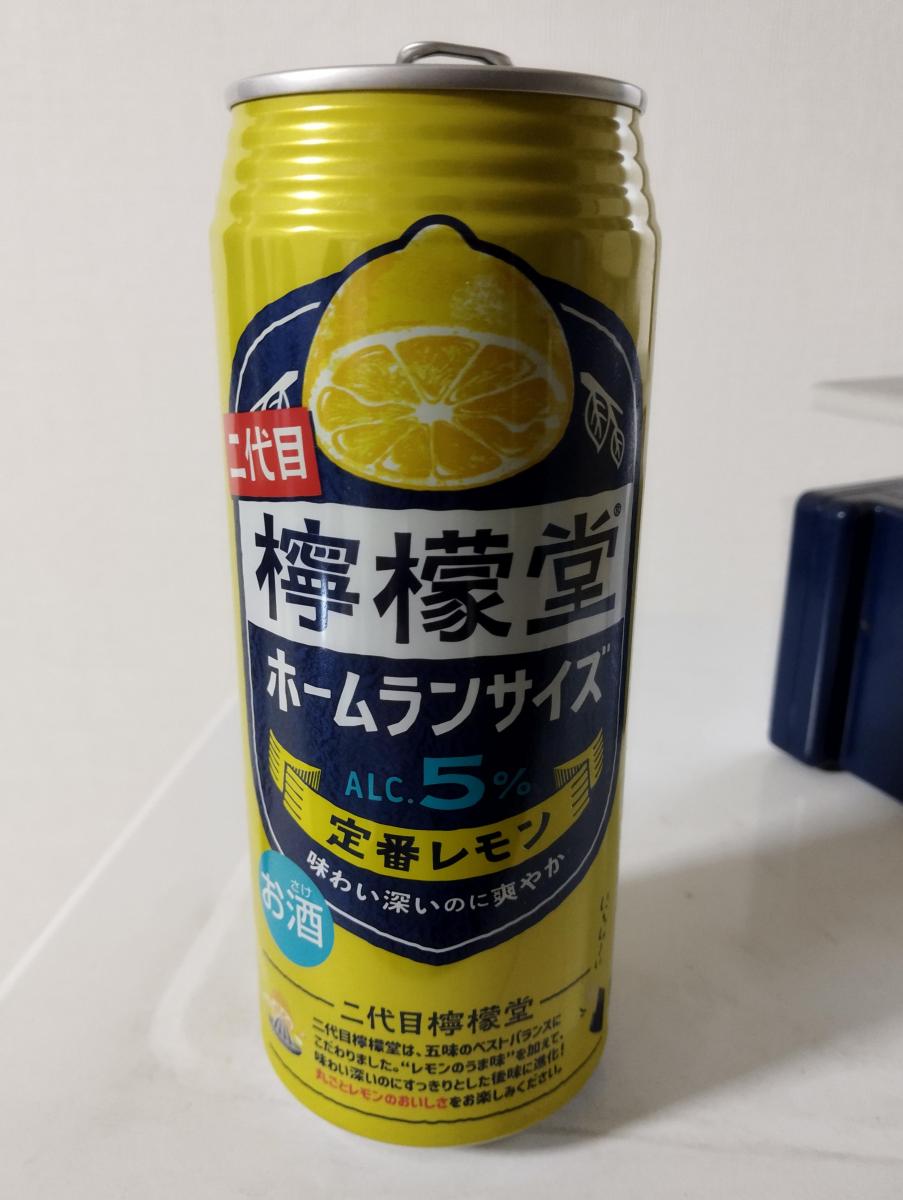 二代目
檸檬堂®
ホームランサイズ
ALC.5%
定番レモン
味わい深いのに爽やか
さけ
お酒
二代目檸檬堂
二代目檸檬堂は、五味のベストバランスに
こだわりました。“レモンのうま味”を加えて、
味わい深いのにすっきりとした後味に進化!
丸ごとレモンのおいしさをお楽しみください。